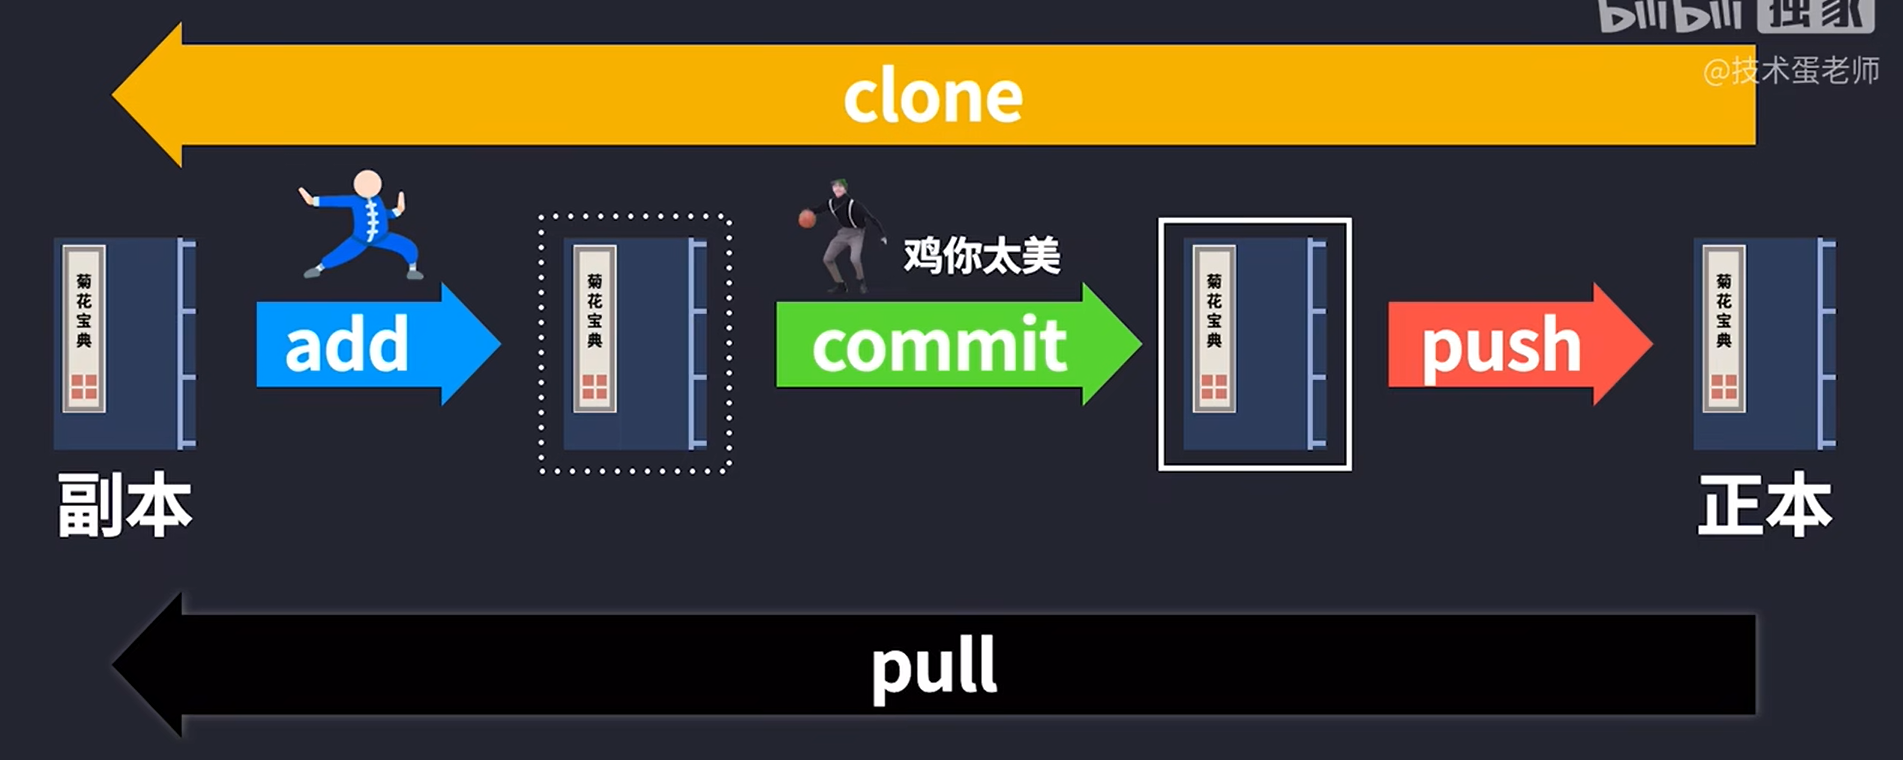 bilibili 独家
@技术蛋老师
clone
鸡你太美
菊花宝典
add
菊花宝典
commit
菊花宝典
push
菊花宝典
副本
正本
pull